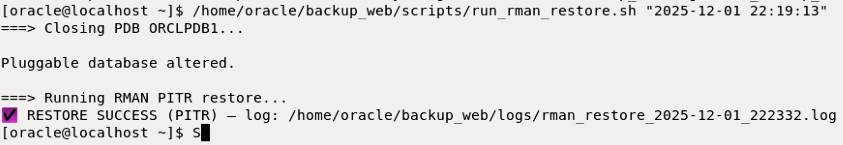 [oracle@localhost ~]$ /home/oracle/backup_web/scripts/run_rman_restore.sh "2025-12-01 22:19:13"
===> Closing PDB ORCLPDB1...
Pluggable database altered.
===> Running RMAN PITR restore...
✔ RESTORE SUCCESS (PITR) — log: /home/oracle/backup_web/logs/rman_restore_2025-12-01_222332.log
[oracle@localhost ~]$ S